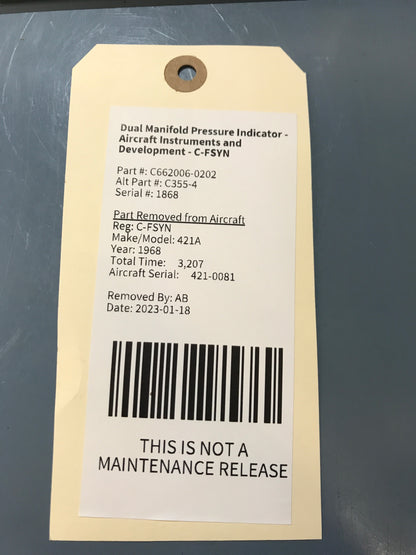 Dual Manifold Pressure Indicator -
Aircraft Instruments and
Development - C-FSYN
Part #: C662006-0202
Alt Part #: C355-4
Serial #: 1868
Part Removed from Aircraft
Reg: C-FSYN
Make/Model: 421A
Year: 1968
Total Time: 3,207
Aircraft Serial: 421-0081
Removed By: AB
Date: 2023-01-18
THIS IS NOT A
MAINTENANCE RELEASE